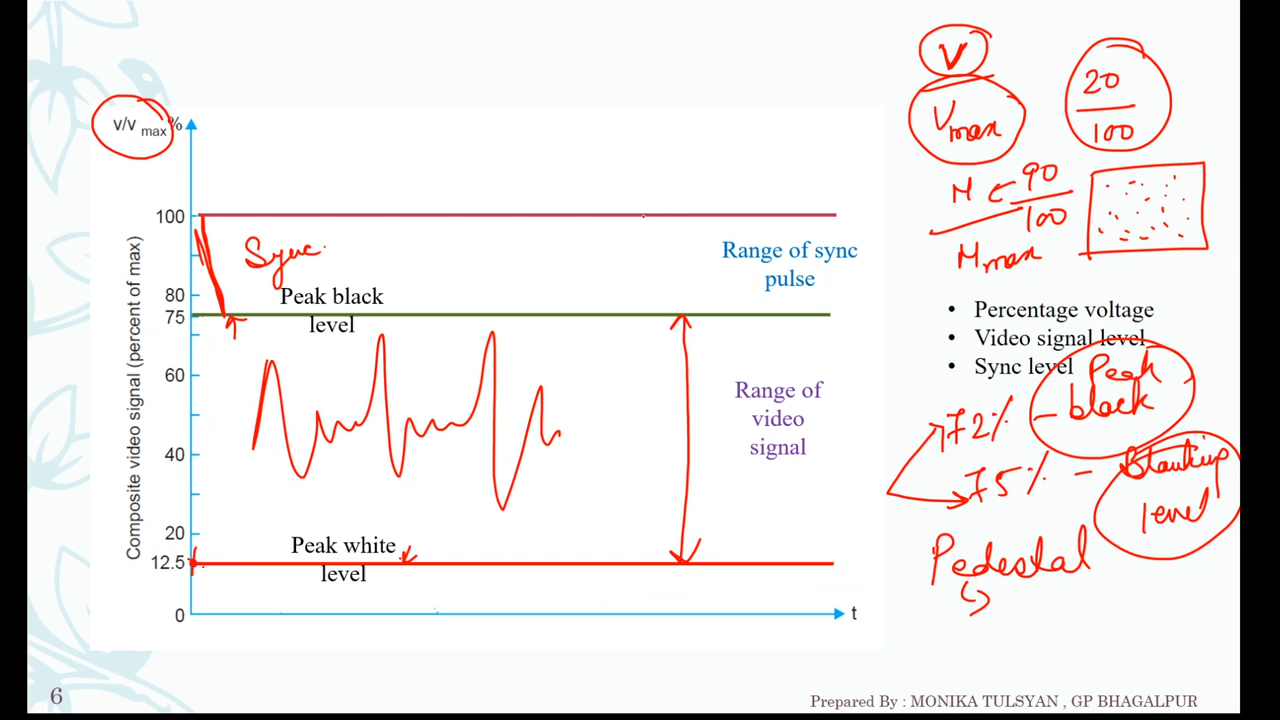 v/v max %
100
80
75
60
40
20
12.5
0
Composite video signal (percent of max)
t
Sync
Peak black
level
Range of sync
pulse
Range of
video
signal
Peak white
level
V
Vmax
20
100
M 90
100
Mmax
• Percentage voltage
• Video signal level
• Sync level
72% - Peak
black
75% -
level
Pedestal
6
Prepared By : MONIKA TULSYAN , GP BHAGALPUR